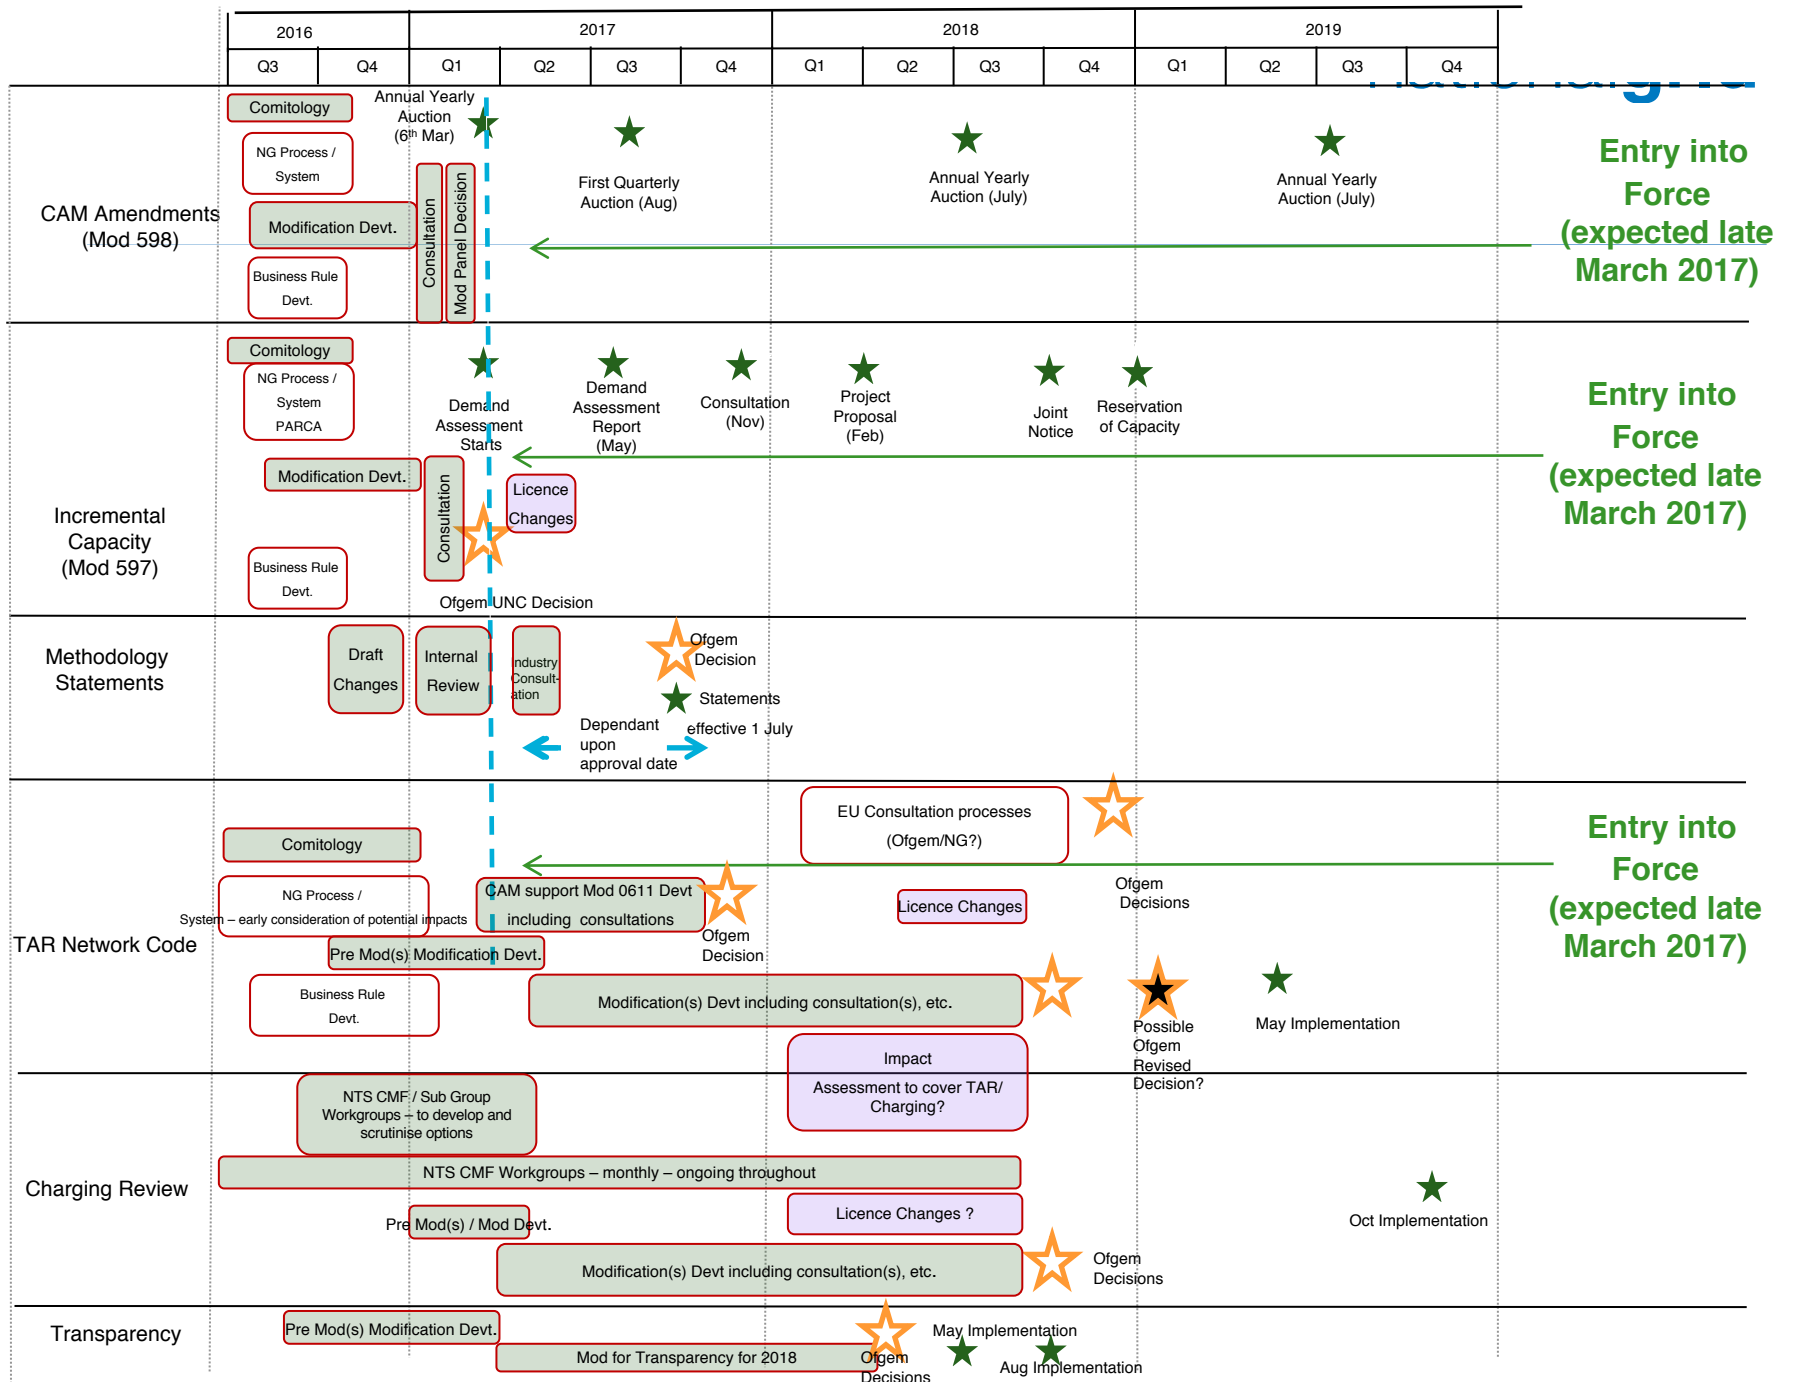 2016
2017
2018
2019
Q3
Q4
Q1
Q2
Q3
Q4
Q1
Q2
Q3
Q4
Q1
Q2
Q3
Q4
CAM Amendments
(Mod 598)
Comitology
NG Process /
System
Modification Devt.
Business Rule
Devt.
Annual Yearly
Auction
(6th Mar)
Consultation
Mod Panel Decision
First Quarterly
Auction (Aug)
Annual Yearly
Auction (July)
Annual Yearly
Auction (July)
Entry into
Force
(expected late
March 2017)
Incremental
Capacity
(Mod 597)
Comitology
NG Process /
System
PARCA
Modification Devt.
Business Rule
Devt.
Consultation
Demand
Assessment
Starts
Ofgem UNC Decision
Licence
Changes
Demand
Assessment
Report
(May)
Consultation
(Nov)
Project
Proposal
(Feb)
Joint
Notice
Reservation
of Capacity
Entry into
Force
(expected late
March 2017)
Methodology
Statements
Draft
Changes
Internal
Review
ndustry
Consult-
ation
Ofgem
Decision
Statements
effective 1 July
Dependant
upon
approval date
TAR Network Code
Comitology
NG Process /
System – early consideration of potential impacts
Pre Mod(s) Modification Devt.
Business Rule
Devt.
CAM support Mod 0611 Devt
including consultations
Ofgem
Decision
EU Consultation processes
(Ofgem/NG?)
Licence Changes
Ofgem
Decisions
Modification(s) Devt including consultation(s), etc.
Possible
Ofgem
Revised
Decision?
May Implementation
Entry into
Force
(expected late
March 2017)
Impact
Assessment to cover TAR/
Charging?
Charging Review
NTS CMF / Sub Group
Workgroups – to develop and
scrutinise options
NTS CMF Workgroups – monthly – ongoing throughout
Pre Mod(s) / Mod Devt.
Licence Changes ?
Modification(s) Devt including consultation(s), etc.
Ofgem
Decisions
Oct Implementation
Transparency
Pre Mod(s) Modification Devt.
Mod for Transparency for 2018
Ofgem
Decisions
May Implementation
Aug Implementation